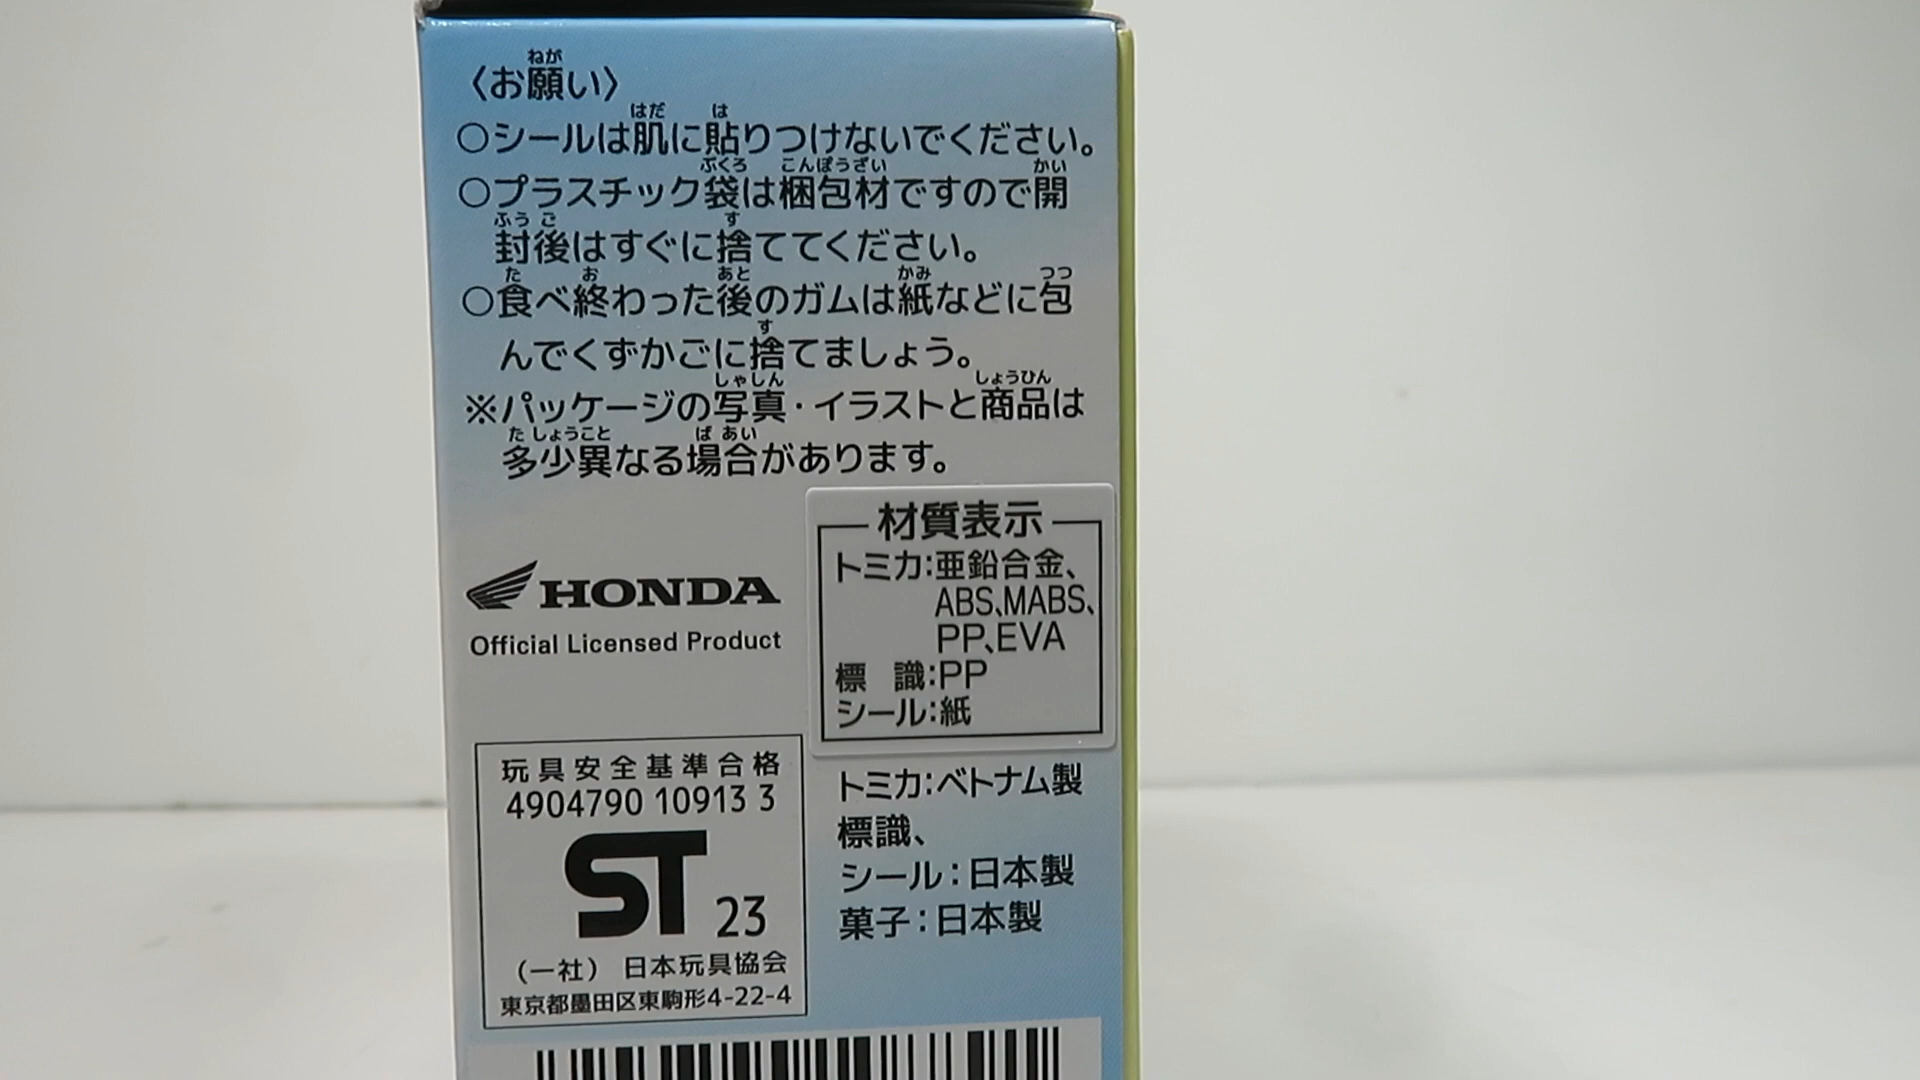 〈お願い〉
○シールは肌に貼りつけないでください。
○プラスチック袋は梱包材ですので開
封後はすぐに捨ててください。
○食べ終わった後のガムは紙などに包
んでくずかごに捨てましょう。
※パッケージの写真・イラストと商品は
多少異なる場合があります。
HONDA
Official Licensed Product
材質表示
トミカ:亜鉛合金、
ABS、MABS、
PP、EVA
標 識:PP
シール:紙
玩具安全基準合格
4904790 10913 3
ST 23
(一社) 日本玩具協会
東京都墨田区東駒形4-22-4
トミカ:ベトナム製
標識、
シール:日本製
菓子:日本製